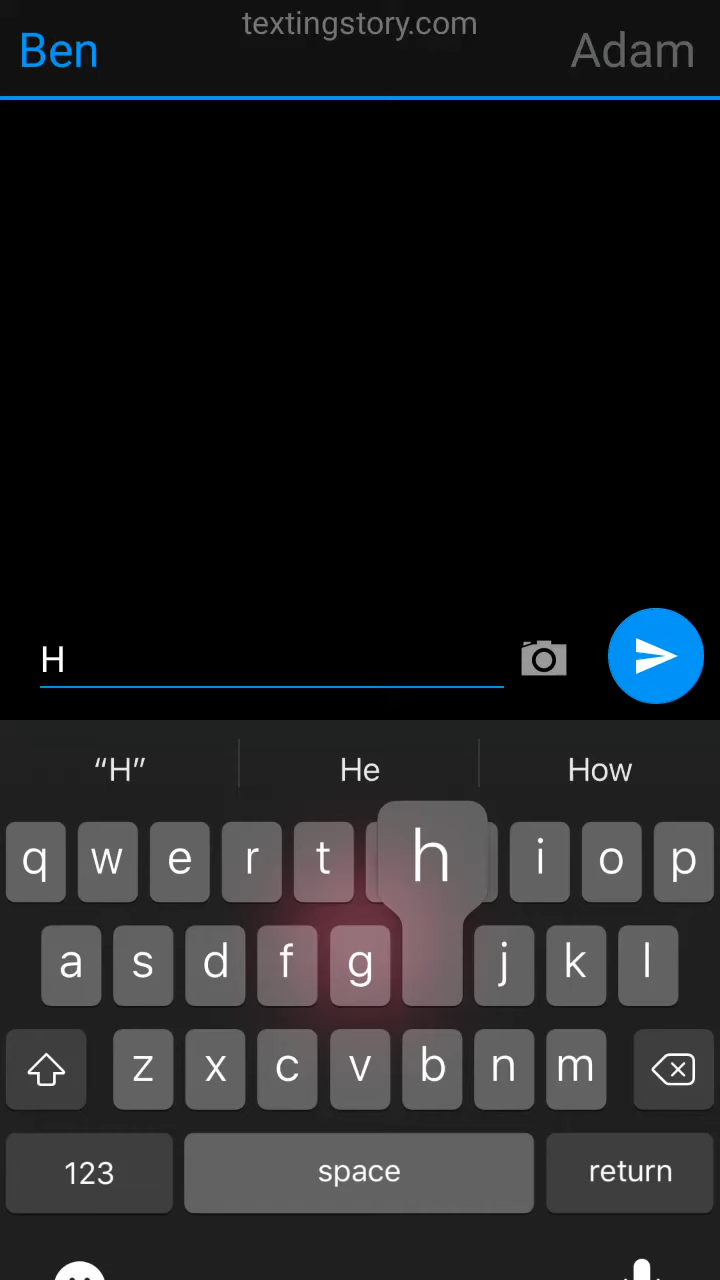 textingstory.com
Ben Adam
H
“H” He How
q w e r t h i o p
a s d f g j k l
z x c v b n m
123 space return